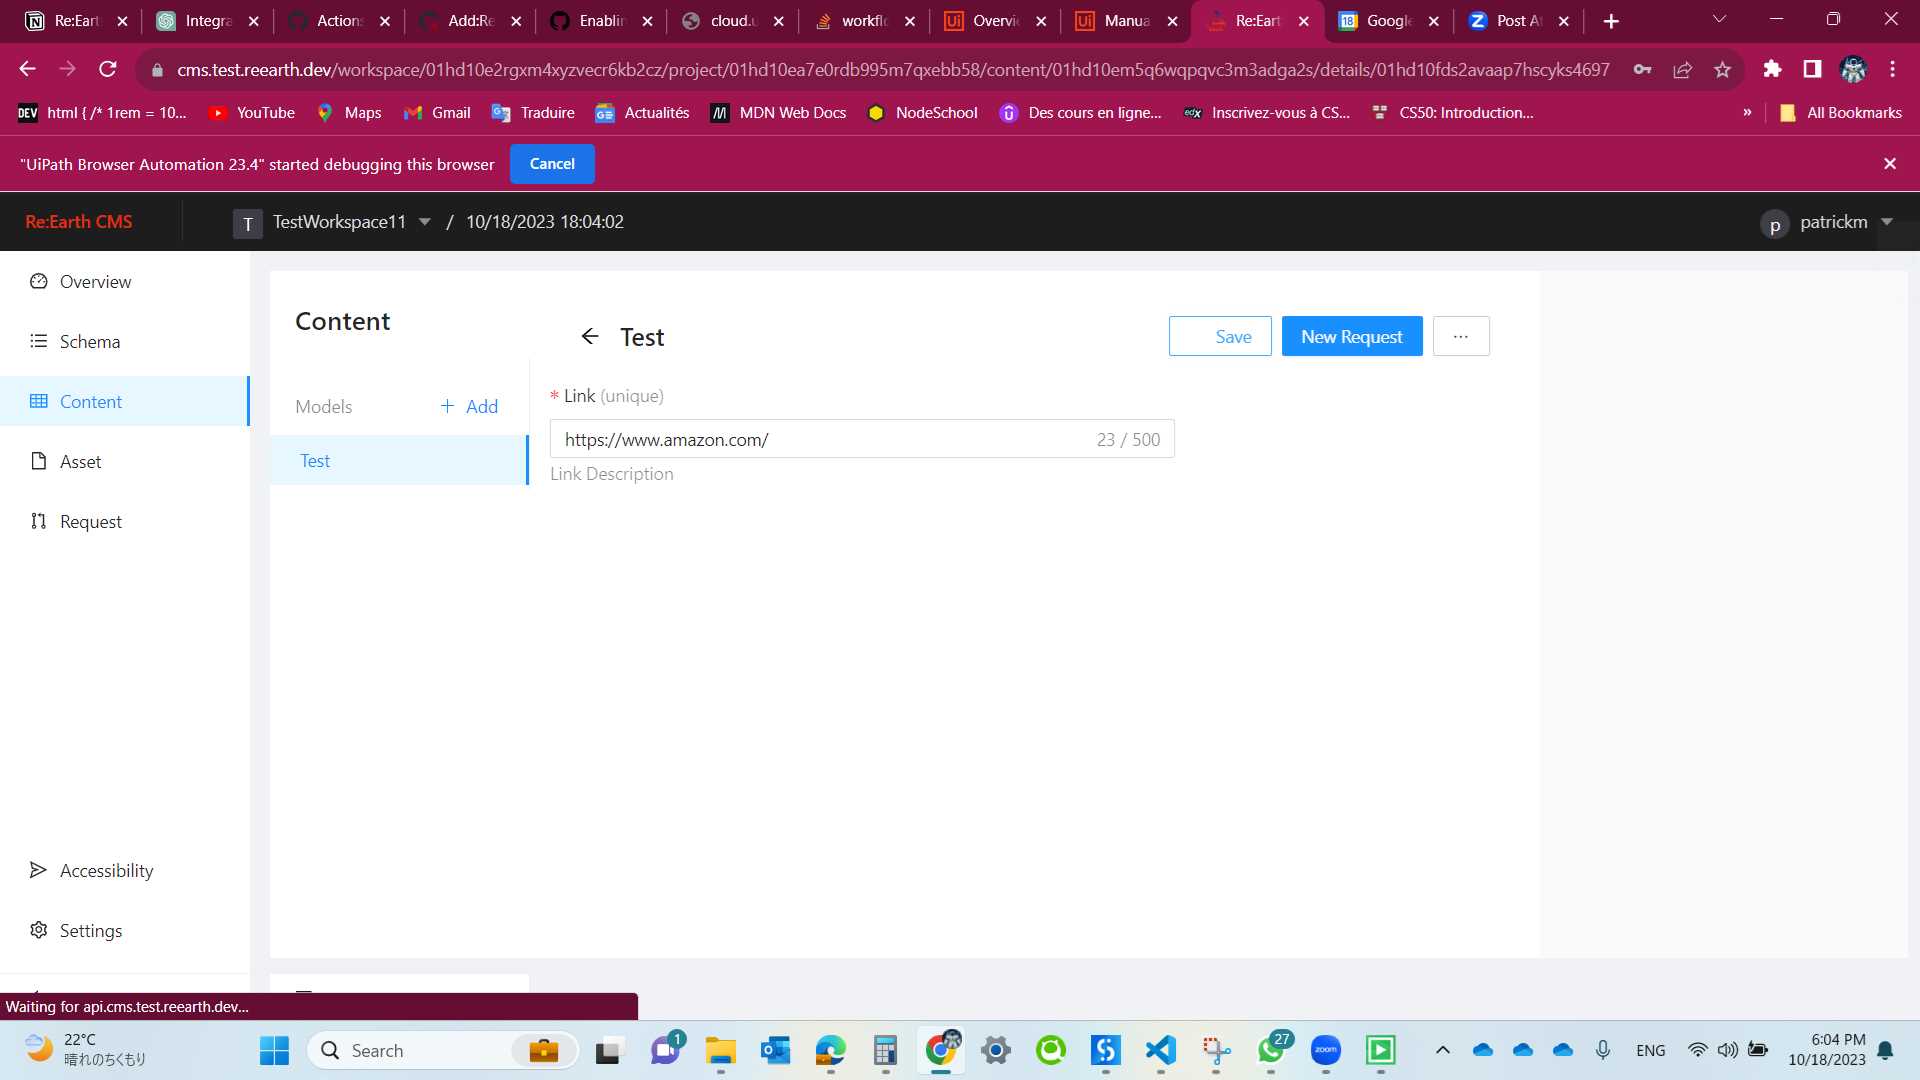 Re:Eart
Integra
Actions
Add:Re
Enablin
cloud.u
workflo
Overvie
Manua
Re:Eart
Google
Post At
cms.test.reearth.dev/workspace/01hd10e2rgxm4xyzvecr6kb2cz/project/01hd10ea7e0rdb995m7qxebb58/content/01hd10em5q6wqpqvc3m3adga2s/details/01hd10fds2avaap7hscyks4697
html { /* 1rem = 10...
YouTube
Maps
Gmail
Traduire
Actualités
MDN Web Docs
NodeSchool
Des cours en ligne...
Inscrivez-vous à CS...
CS50: Introduction...
»
All Bookmarks
"UiPath Browser Automation 23.4" started debugging this browser
Cancel
Re:Earth CMS
T
TestWorkspace11
/ 10/18/2023 18:04:02
p
patrickm
Overview
Schema
Content
Asset
Request
Accessibility
Settings
Content
Models
+ Add
Test
Test
Save
New Request
...
* Link (unique)
https://www.amazon.com/
23 / 500
Link Description
Waiting for api.cms.test.reearth.dev...
22°C
晴れのちくもり
Search
1
27
zoom
ENG
6:04 PM
10/18/2023